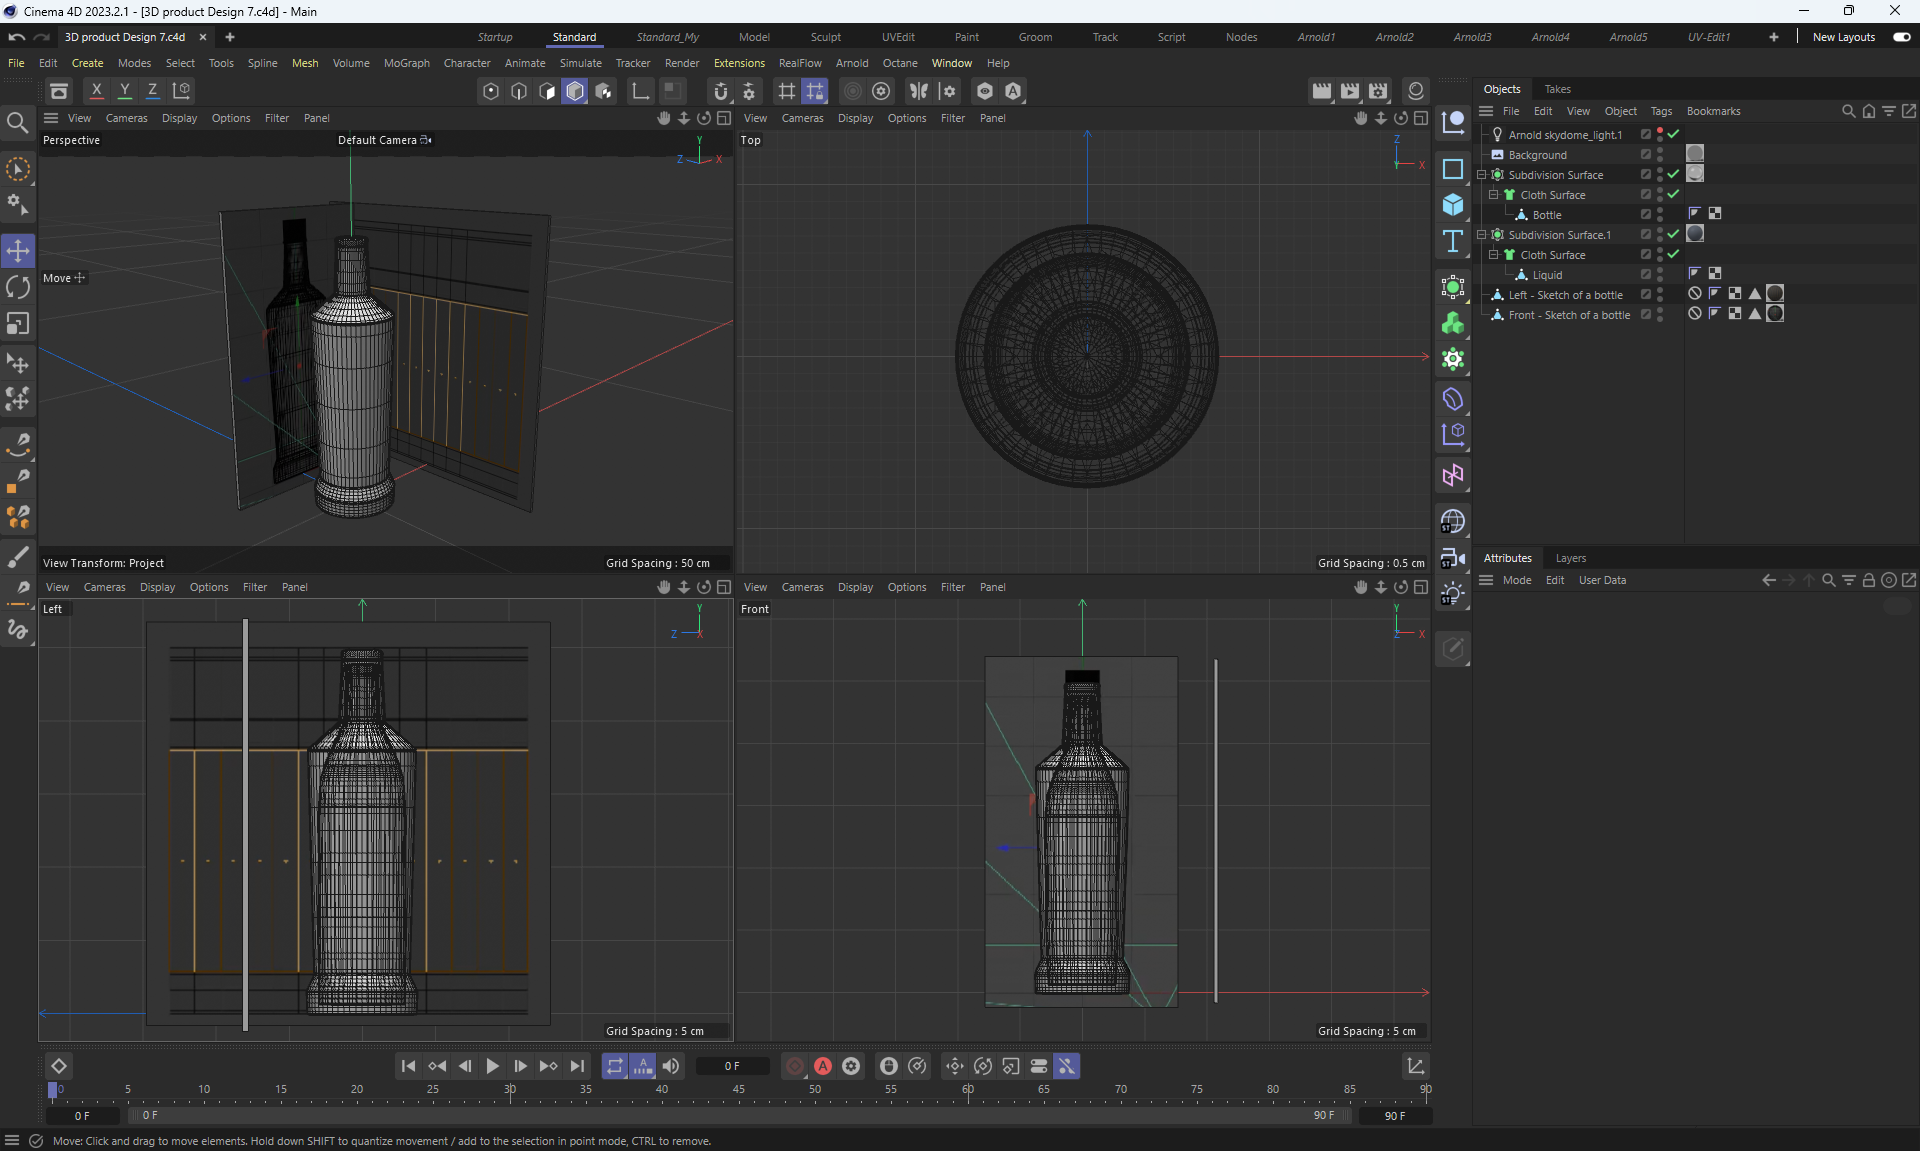 Cinema 4D 2023.2.1 - [3D product Design 7.c4d] - Main
3D product Design 7.c4d
Startup Standard Standard_My Model Sculpt UVEdit Paint Groom Track Script Nodes Arnold1 Arnold2 Arnold3 Arnold4 Arnold5 UV-Edit1 New Layouts
File Edit Create Modes Select Tools Spline Mesh Volume MoGraph Character Animate Simulate Tracker Render Extensions RealFlow Arnold Octane Window Help
X Y Z
Objects Takes
File Edit View Object Tags Bookmarks
View Cameras Display Options Filter Panel
Perspective
Default Camera
Y
Z X
Move
View Transform: Project
Grid Spacing : 50 cm
View Cameras Display Options Filter Panel
Top
Z
Y X
Grid Spacing : 0.5 cm
Arnold skydome_light.1
Background
Subdivision Surface
Cloth Surface
Bottle
Subdivision Surface.1
Cloth Surface
Liquid
Left - Sketch of a bottle
Front - Sketch of a bottle
ST
ST
ST
Attributes Layers
Mode Edit User Data
View Cameras Display Options Filter Panel
Left
Y
Z X
Grid Spacing : 5 cm
View Cameras Display Options Filter Panel
Front
Y
Z X
Grid Spacing : 5 cm
A
0 F
A
0 5 10 15 20 25 30 35 40 45 50 55 60 65 70 75 80 85 90
0 F
0 F
90 F
90 F
Move: Click and drag to move elements. Hold down SHIFT to quantize movement / add to the selection in point mode, CTRL to remove.